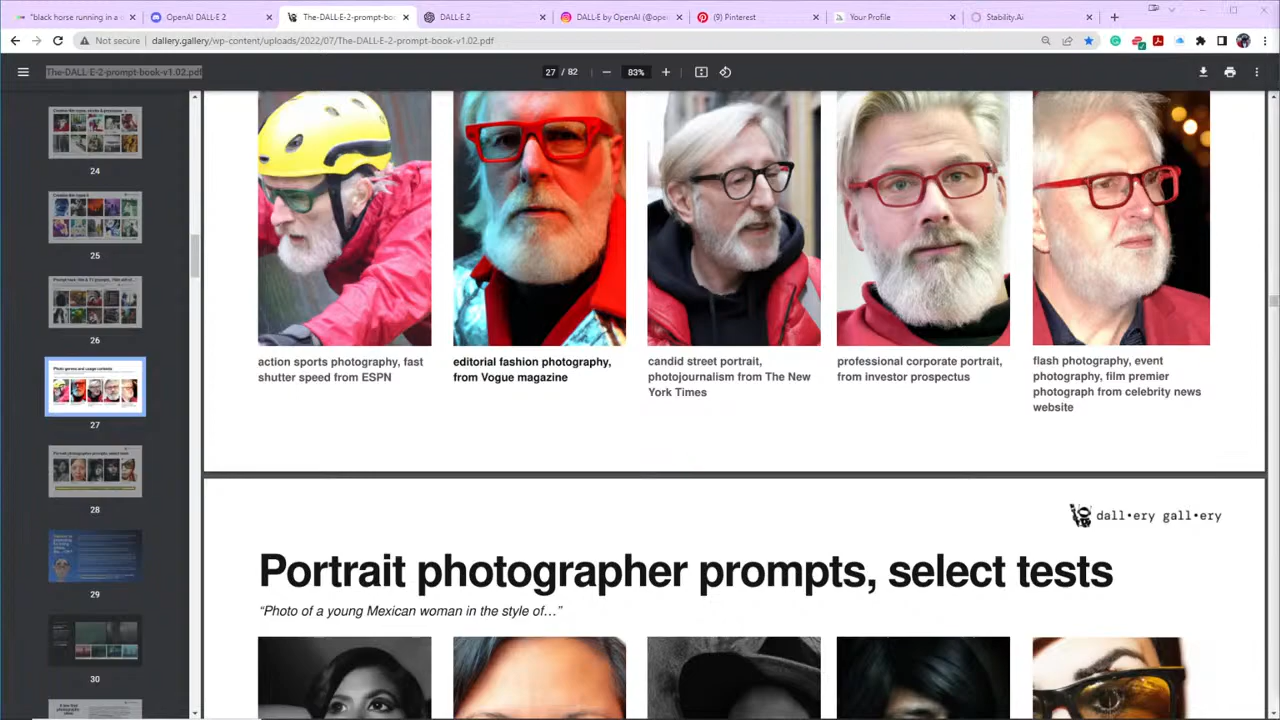 "black horse running in a
OpenAI DALL·E 2
The-DALL·E-2-prompt-boo
DALL·E 2
DALL·E by OpenAI (@open
(9) Pinterest
Your Profile
Stability.Ai
Not secure
dallery.gallery/wp-content/uploads/2022/07/The-DALL·E-2-prompt-book-v1.02.pdf
The-DALL·E-2-prompt-book-v1.02.pdf
27 / 82
83%
24
25
26
27
28
29
30
action sports photography, fast
shutter speed from ESPN
editorial fashion photography,
from Vogue magazine
candid street portrait,
photojournalism from The New
York Times
professional corporate portrait,
from investor prospectus
flash photography, event
photography, film premier
photograph from celebrity news
website
dall•ery gall•ery
Portrait photographer prompts, select tests
“Photo of a young Mexican woman in the style of…”